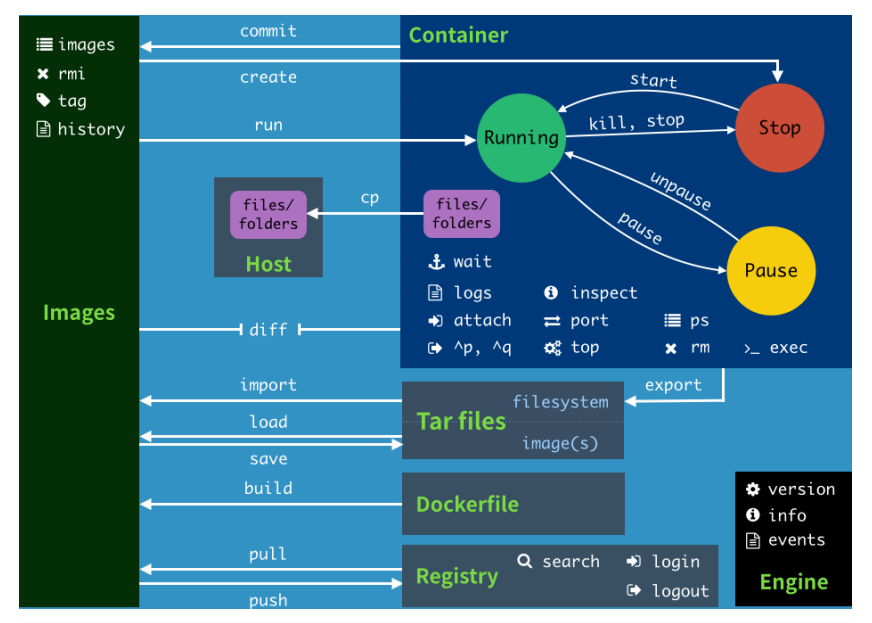 images
rmi
tag
history
Images
commit
create
run
Container
start
Running
kill, stop
Stop
unpause
pause
Pause
files/
folders
Host
cp
files/
folders
wait
logs
inspect
attach
port
ps
^p, ^q
top
rm
>_ exec
diff
import
load
save
export
Tar files
filesystem
image(s)
build
Dockerfile
pull
push
Registry
search
login
logout
version
info
events
Engine